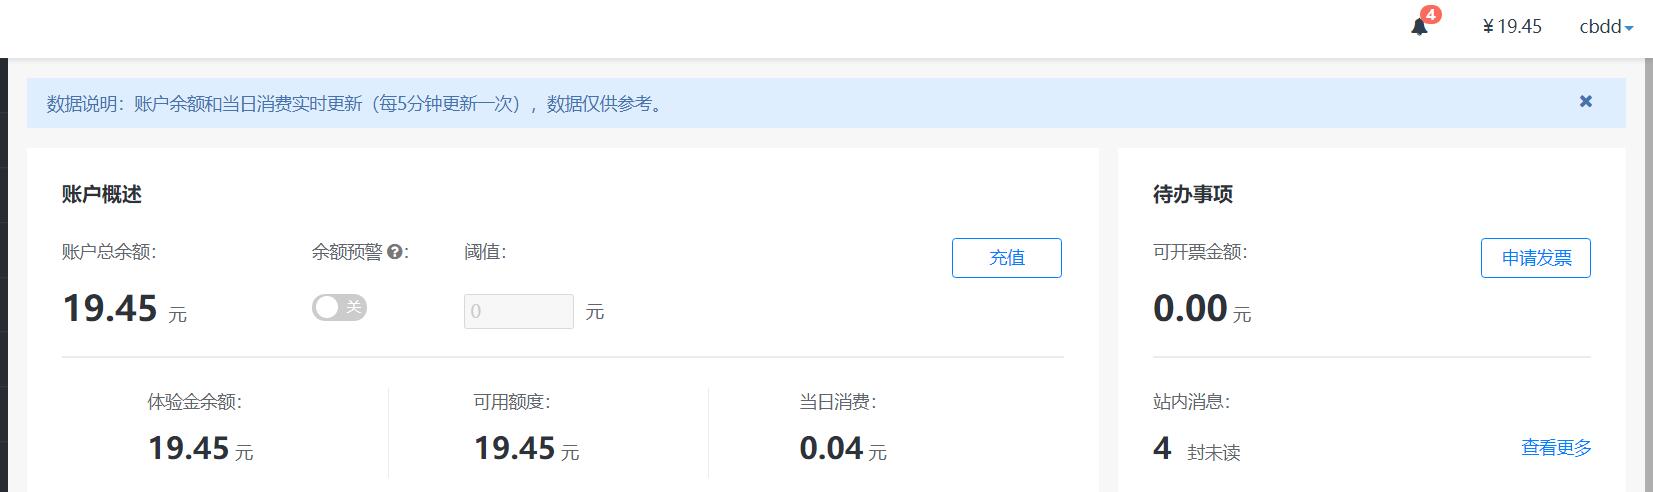 4
¥ 19.45 cbdd
数据说明：账户余额和当日消费实时更新（每5分钟更新一次），数据仅供参考。
账户概述
账户总余额： 余额预警 ?： 阈值： 充值
19.45 元 关 0 元
体验金余额： 可用额度： 当日消费：
19.45 元 19.45 元 0.04 元
待办事项
可开票金额： 申请发票
0.00 元
站内消息：
4 封未读 查看更多